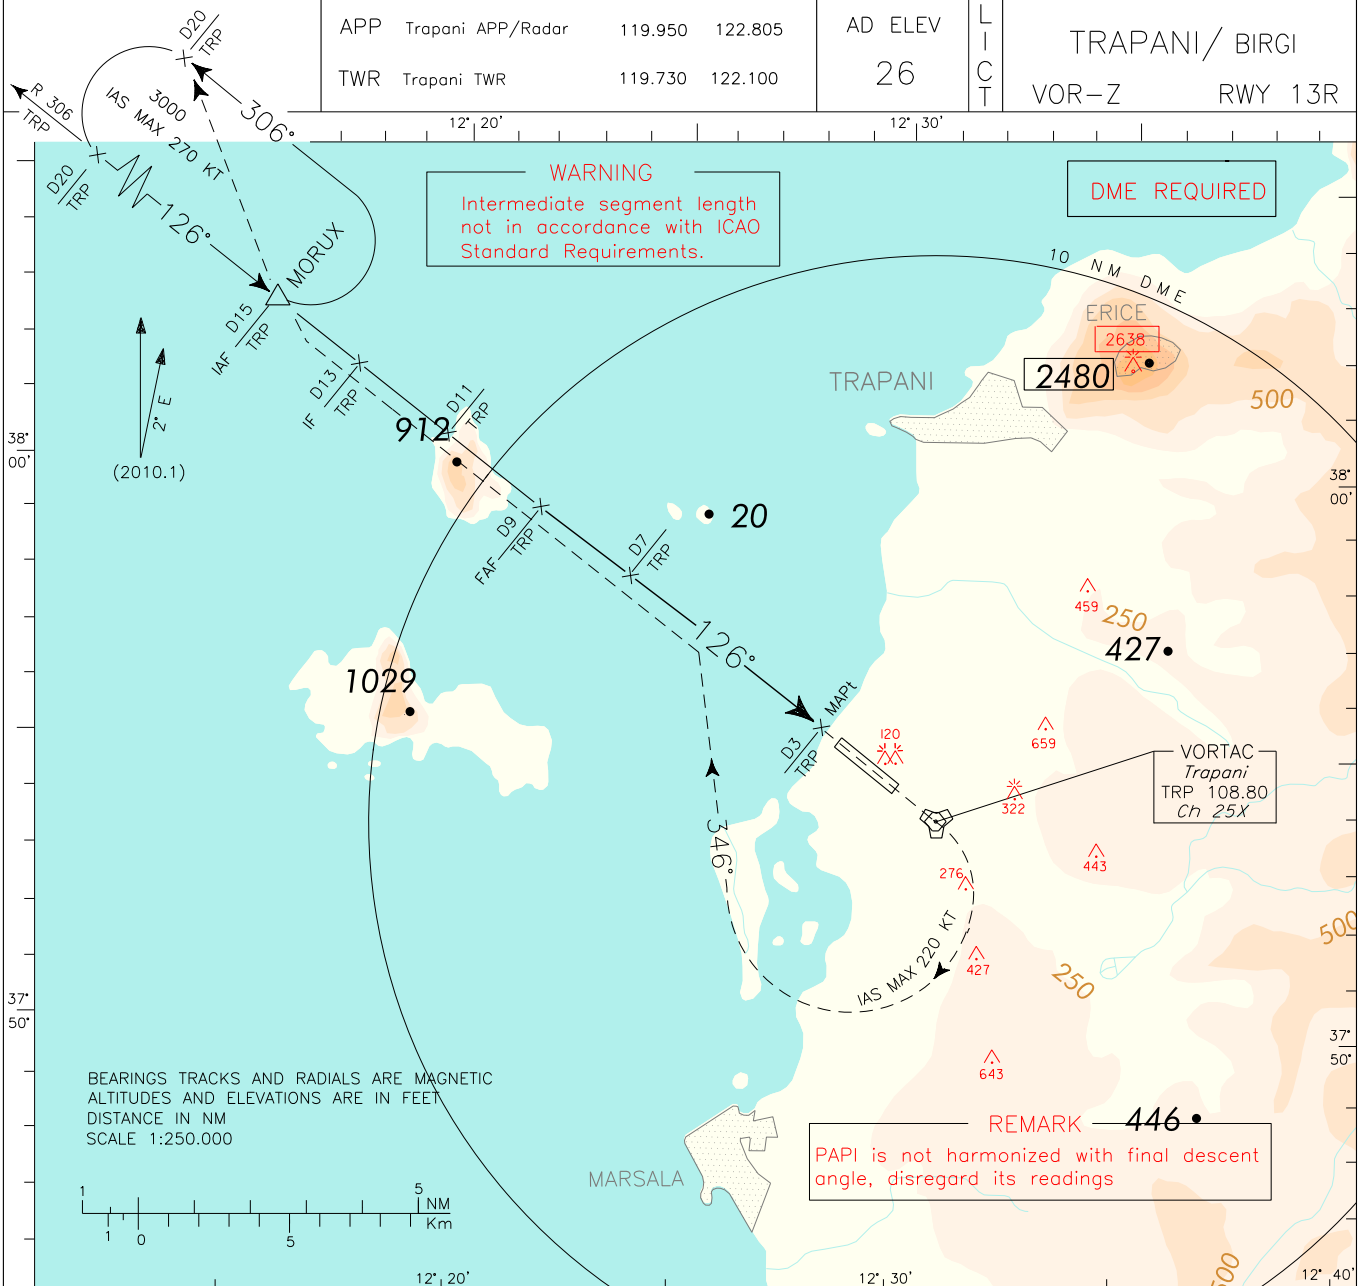 APP Trapani APP/Radar 119.950 122.805
TWR Trapani TWR 119.730 122.100
AD ELEV
26
LICT
TRAPANI/ BIRGI
VOR-Z RWY 13R
12° 20' 12° 30'
D20
TRP
R 306
TRP
306°
3000
IAS MAX 270 KT
D20
TRP
126°
MORUX
WARNING
Intermediate segment length
not in accordance with ICAO
Standard Requirements.
DME REQUIRED
10 NM DME
ERICE
2638
2480
500
TRAPANI
D15
TRP
IAF
D13
TRP
IF
D11
TRP
912
2° E
(2010.1)
38°
00'
38°
00'
D9
TRP
FAF
20
D7
TRP
459
250
427
126°
1029
MAPt
D3
TRP
120
659
VORTAC
Trapani
TRP 108.80
Ch 25X
322
346°
443
276
IAS MAX 220 KT
427
250
500
37°
50'
37°
50'
643
BEARINGS TRACKS AND RADIALS ARE MAGNETIC
ALTITUDES AND ELEVATIONS ARE IN FEET
DISTANCE IN NM
SCALE 1:250.000
REMARK
446
PAPI is not harmonized with final descent
angle, disregard its readings
MARSALA
1 5 NM
1 0 5 Km
500
12° 20' 12° 30' 12° 40'